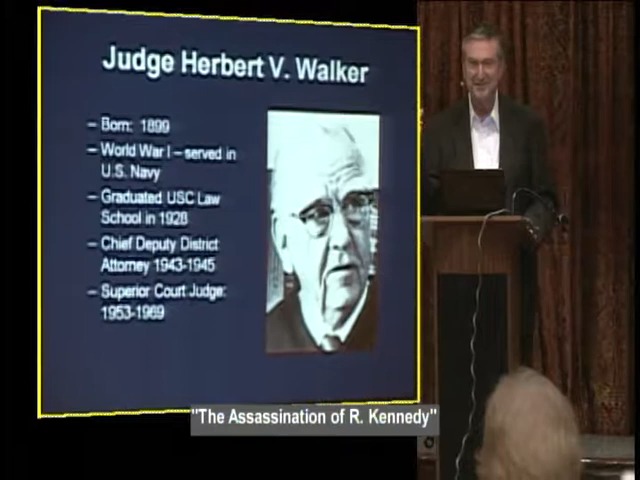 Judge Herbert V. Walker
– Born: 1899
– World War I – served in
U.S. Navy
– Graduated USC Law
School in 1928
– Chief Deputy District
Attorney 1943-1945
– Superior Court Judge:
1953-1969
"The Assassination of R. Kennedy"